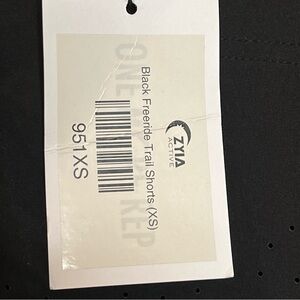 ZYIA
ACTIVE
Black Freeride Trail Shorts (XS)
951XS